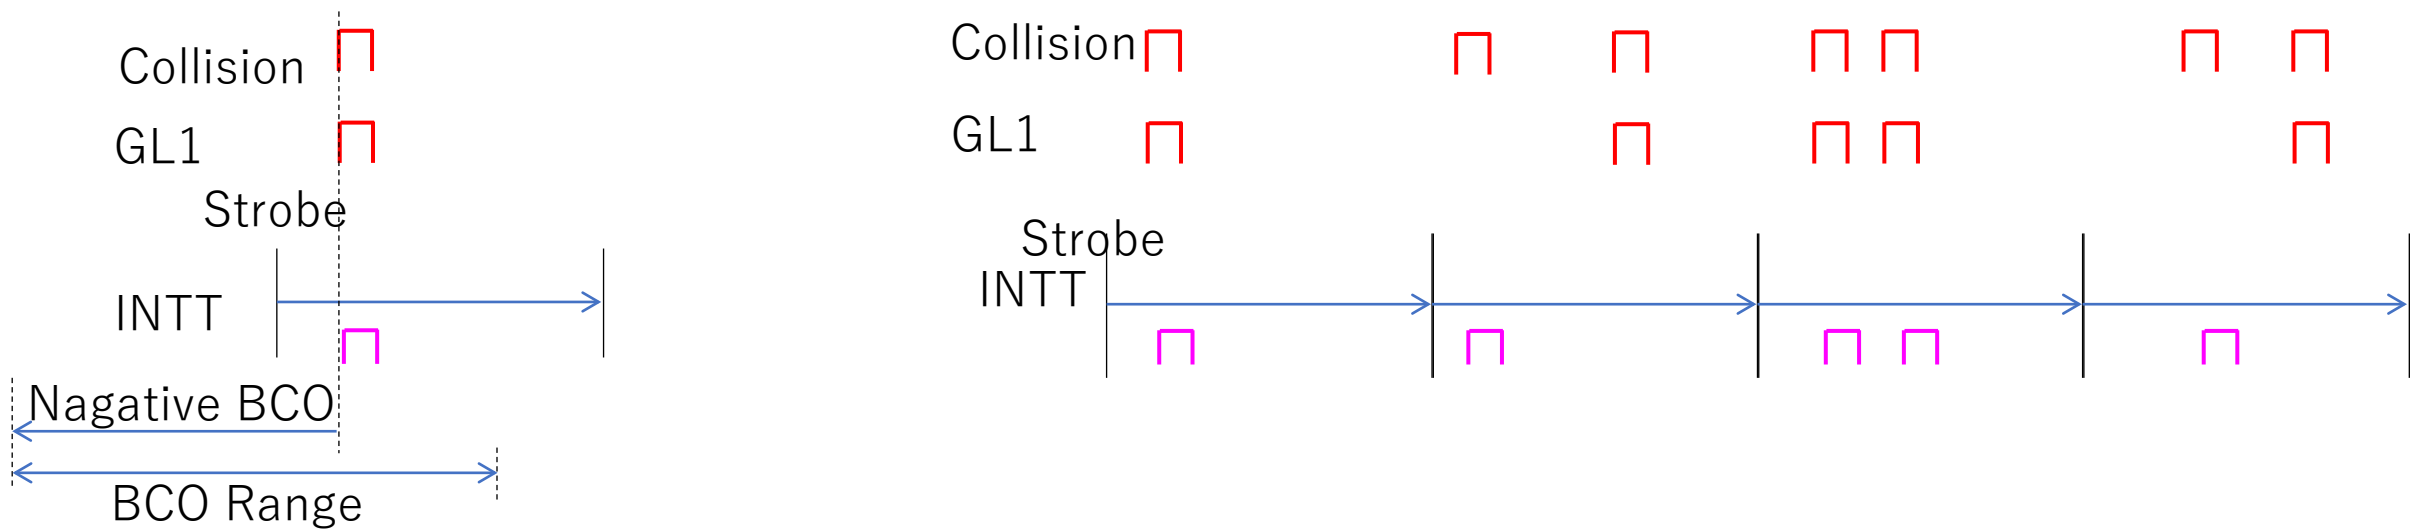 Collision
GL1
Strobe
INTT
Nagative BCO
BCO Range
Collision
GL1
Strobe
INTT